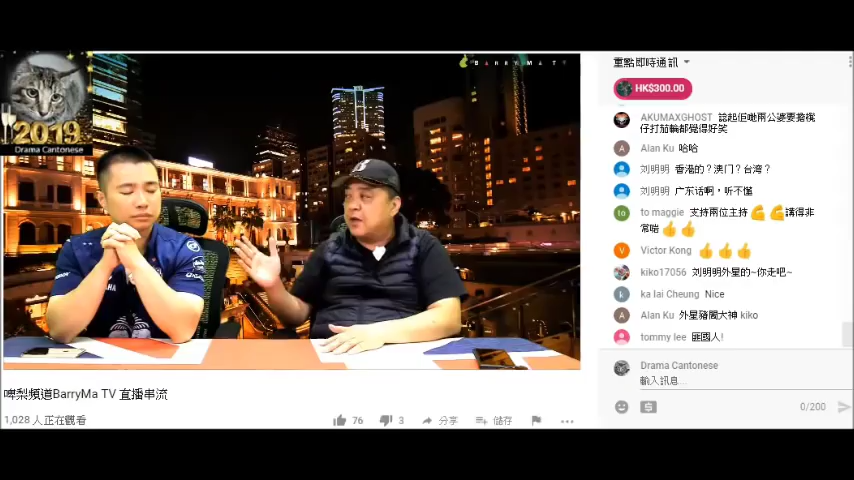 2019
Drama Cantonese
BARRYMA TV
YAMAHA
啤梨頻道BarryMa TV 直播串流
1,028 人正在觀看
76
3
分享
儲存
重點即時通訊
HK$300.00
AKUMAXGHOST 諗起佢哋兩公婆要擔櫈
仔打茄輪都覺得好笑
Alan Ku 哈哈
刘明明 香港的？澳门？台湾？
刘明明 广东话啊，听不懂
to maggie 支持兩位主持💪💪講得非
常啱👍👍
Victor Kong 👍👍👍
kiko17056 刘明明外星的~你走吧~
ka lai Cheung Nice
Alan Ku 外星豬閪大神 kiko
tommy lee 匪國人!
Drama Cantonese
輸入訊息...
0/200